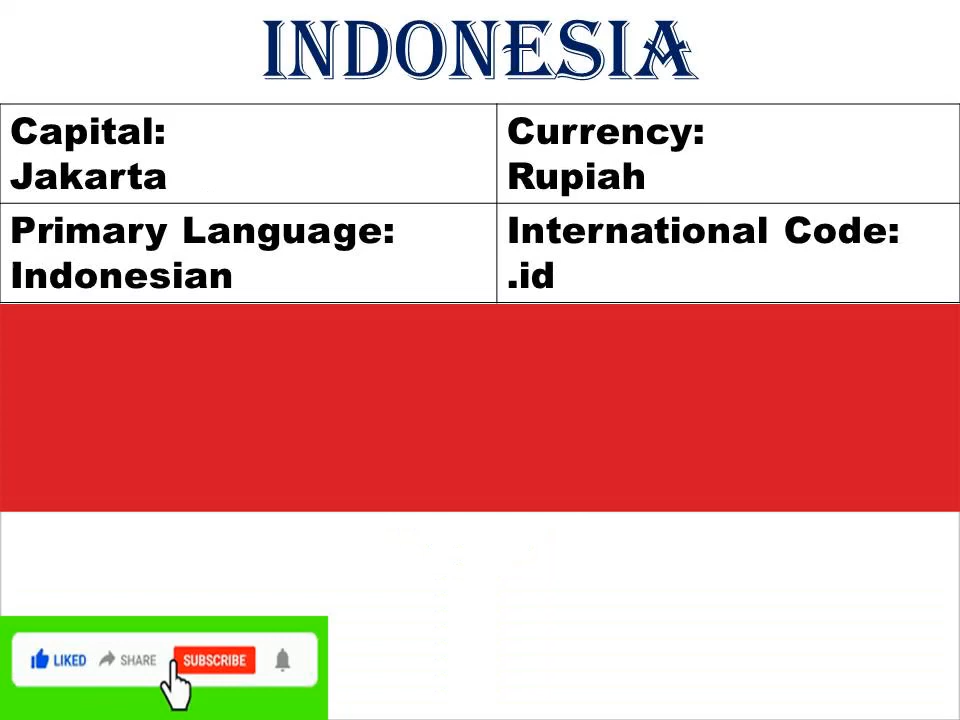 INDONESIA
Capital:
Jakarta
Currency:
Rupiah
Primary Language:
Indonesian
International Code:
.id
LIKED SHARE SUBSCRIBE